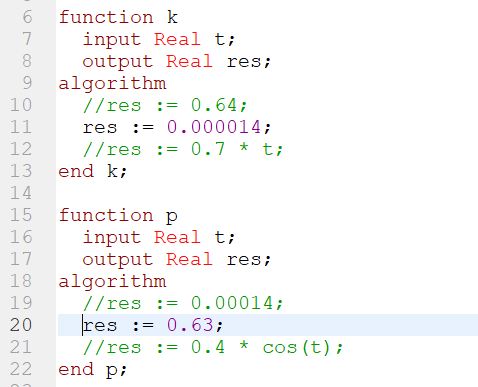 6 function k
7 input Real t;
8 output Real res;
9 algorithm
10 //res := 0.64;
11 res := 0.000014;
12 //res := 0.7 * t;
13 end k;
14
15 function p
16 input Real t;
17 output Real res;
18 algorithm
19 //res := 0.00014;
20 res := 0.63;
21 //res := 0.4 * cos(t);
22 end p;